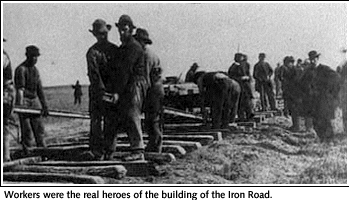 Workers were the real heroes of the building of the Iron Road.